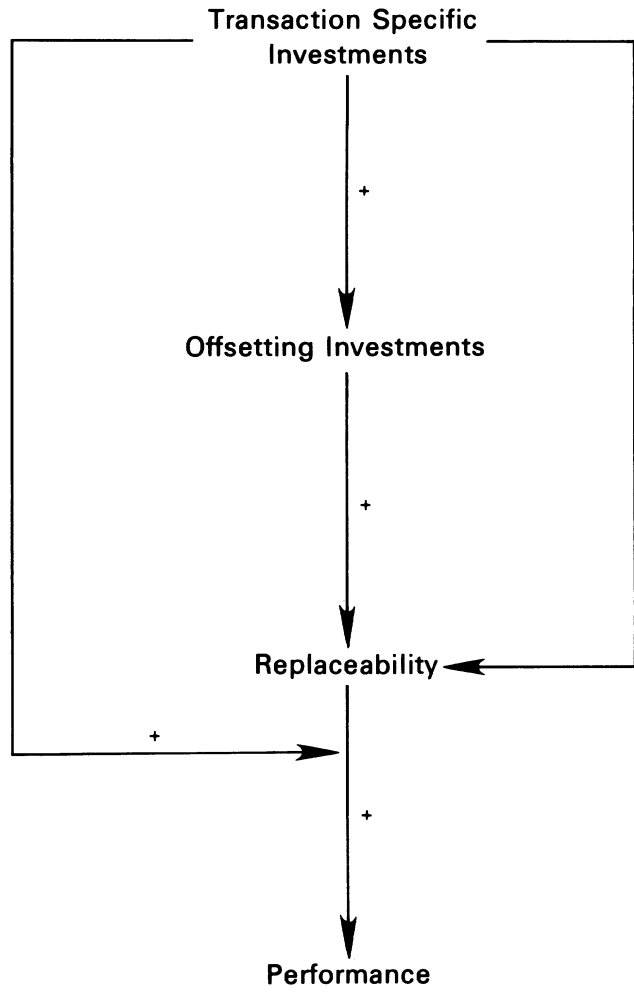 Transaction Specific
Investments
+
Offsetting Investments
+
Replaceability
+
+
Performance